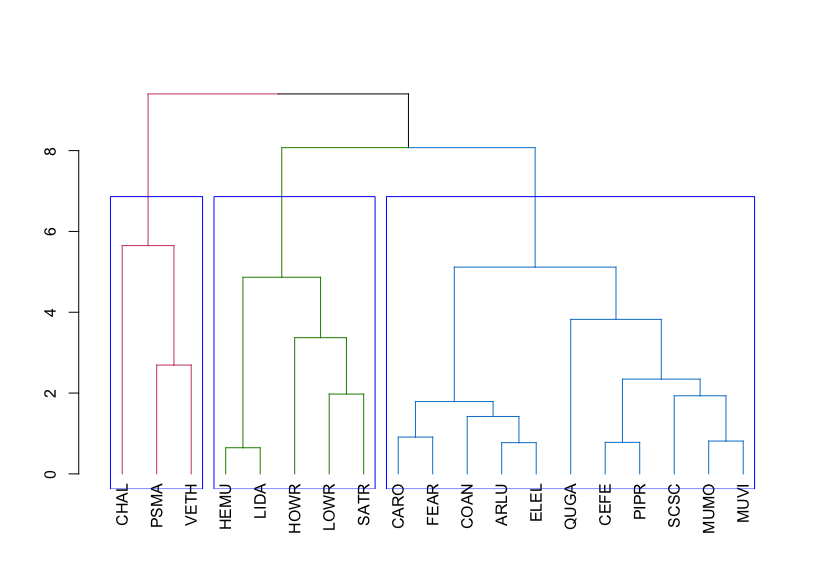 8
6
4
2
0
CHAL
PSMA
VETH
HEMU
LIDA
HOWR
LOWR
SATR
CARO
FEAR
COAN
ARLU
ELEL
QUGA
CEFE
PIPR
SCSC
MUMO
MUVI